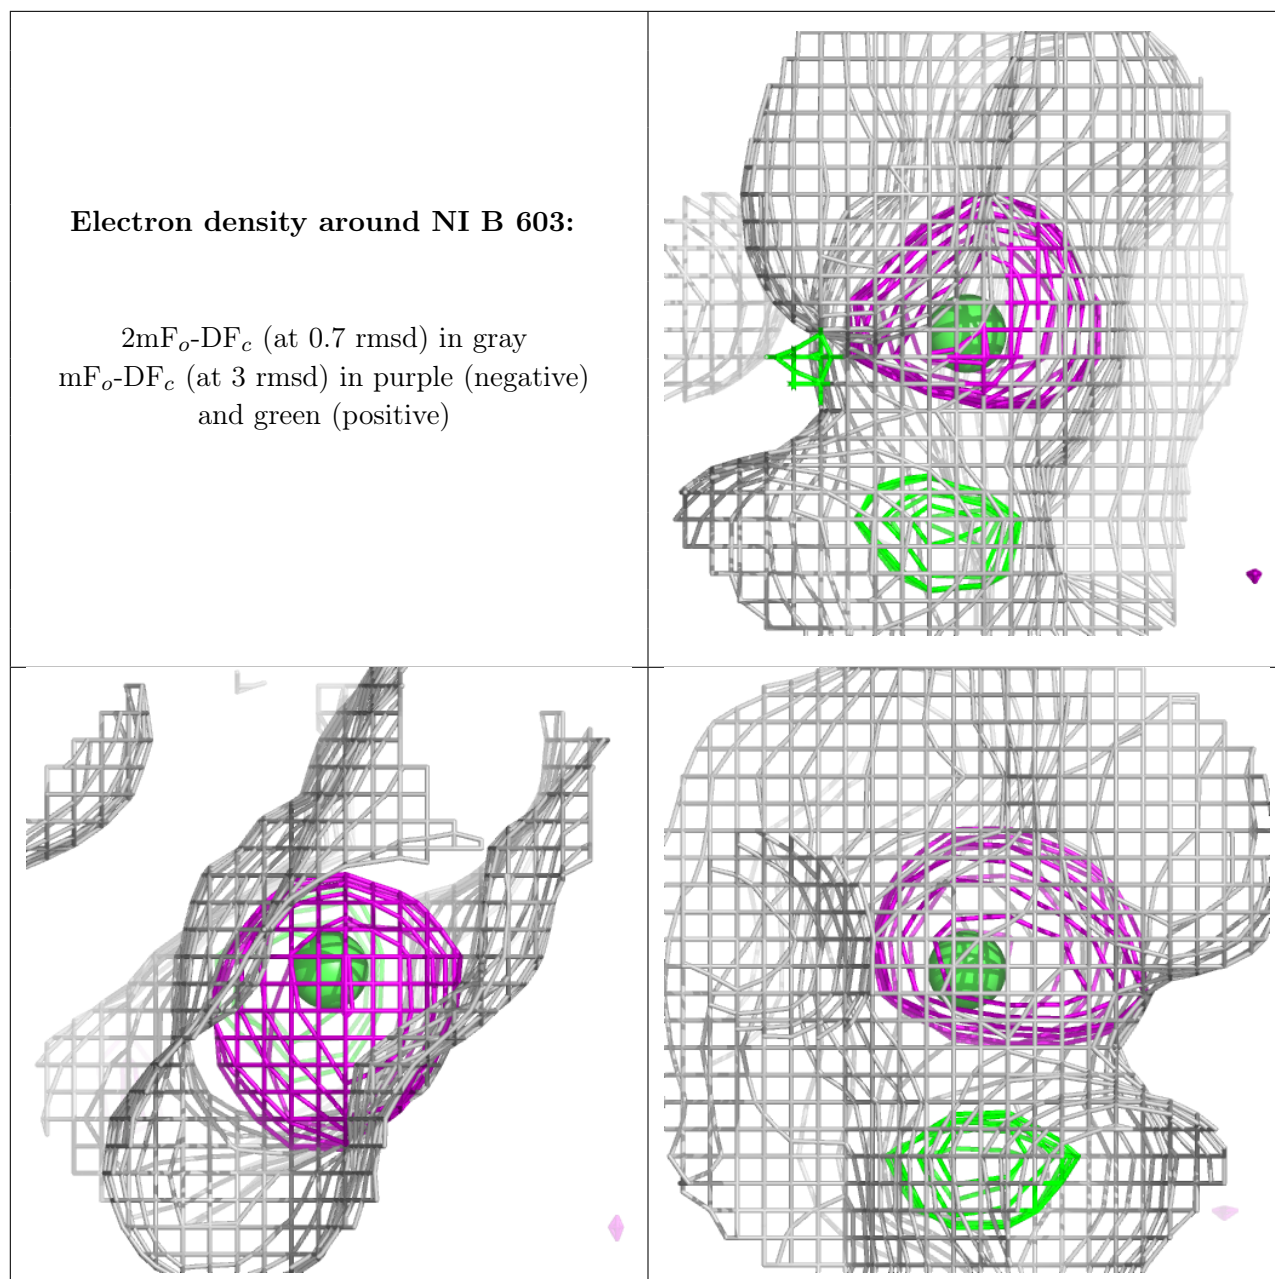 Electron density around NI B 603:
2mFo-DFc (at 0.7 rmsd) in gray
mFo-DFc (at 3 rmsd) in purple (negative)
and green (positive)